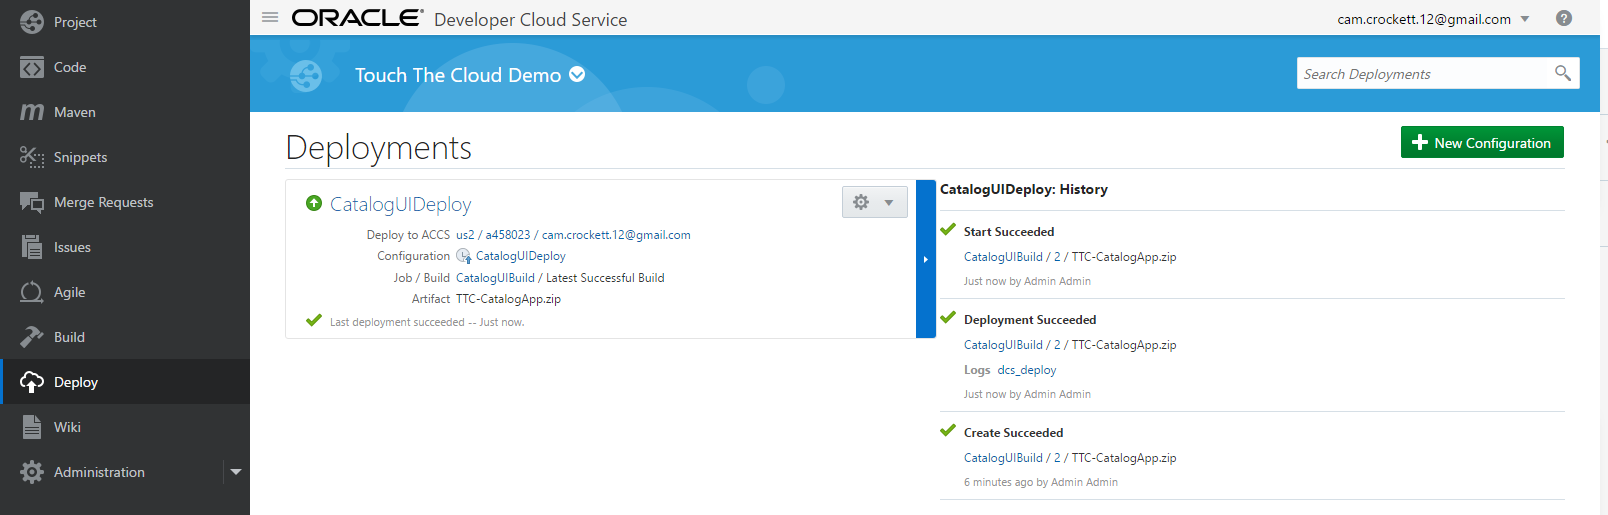 Project
Code
Maven
Snippets
Merge Requests
Issues
Agile
Build
Deploy
Wiki
Administration
ORACLE® Developer Cloud Service
cam.crockett.12@gmail.com
?
Touch The Cloud Demo
Search Deployments
Deployments
New Configuration
CatalogUIDeploy
Deploy to ACCS us2 / a458023 / cam.crockett.12@gmail.com
Configuration CatalogUIDeploy
Job / Build CatalogUIBuild / Latest Successful Build
Artifact TTC-CatalogApp.zip
Last deployment succeeded -- Just now.
CatalogUIDeploy: History
Start Succeeded
CatalogUIBuild / 2 / TTC-CatalogApp.zip
Just now by Admin Admin
Deployment Succeeded
CatalogUIBuild / 2 / TTC-CatalogApp.zip
Logs dcs_deploy
Just now by Admin Admin
Create Succeeded
CatalogUIBuild / 2 / TTC-CatalogApp.zip
6 minutes ago by Admin Admin